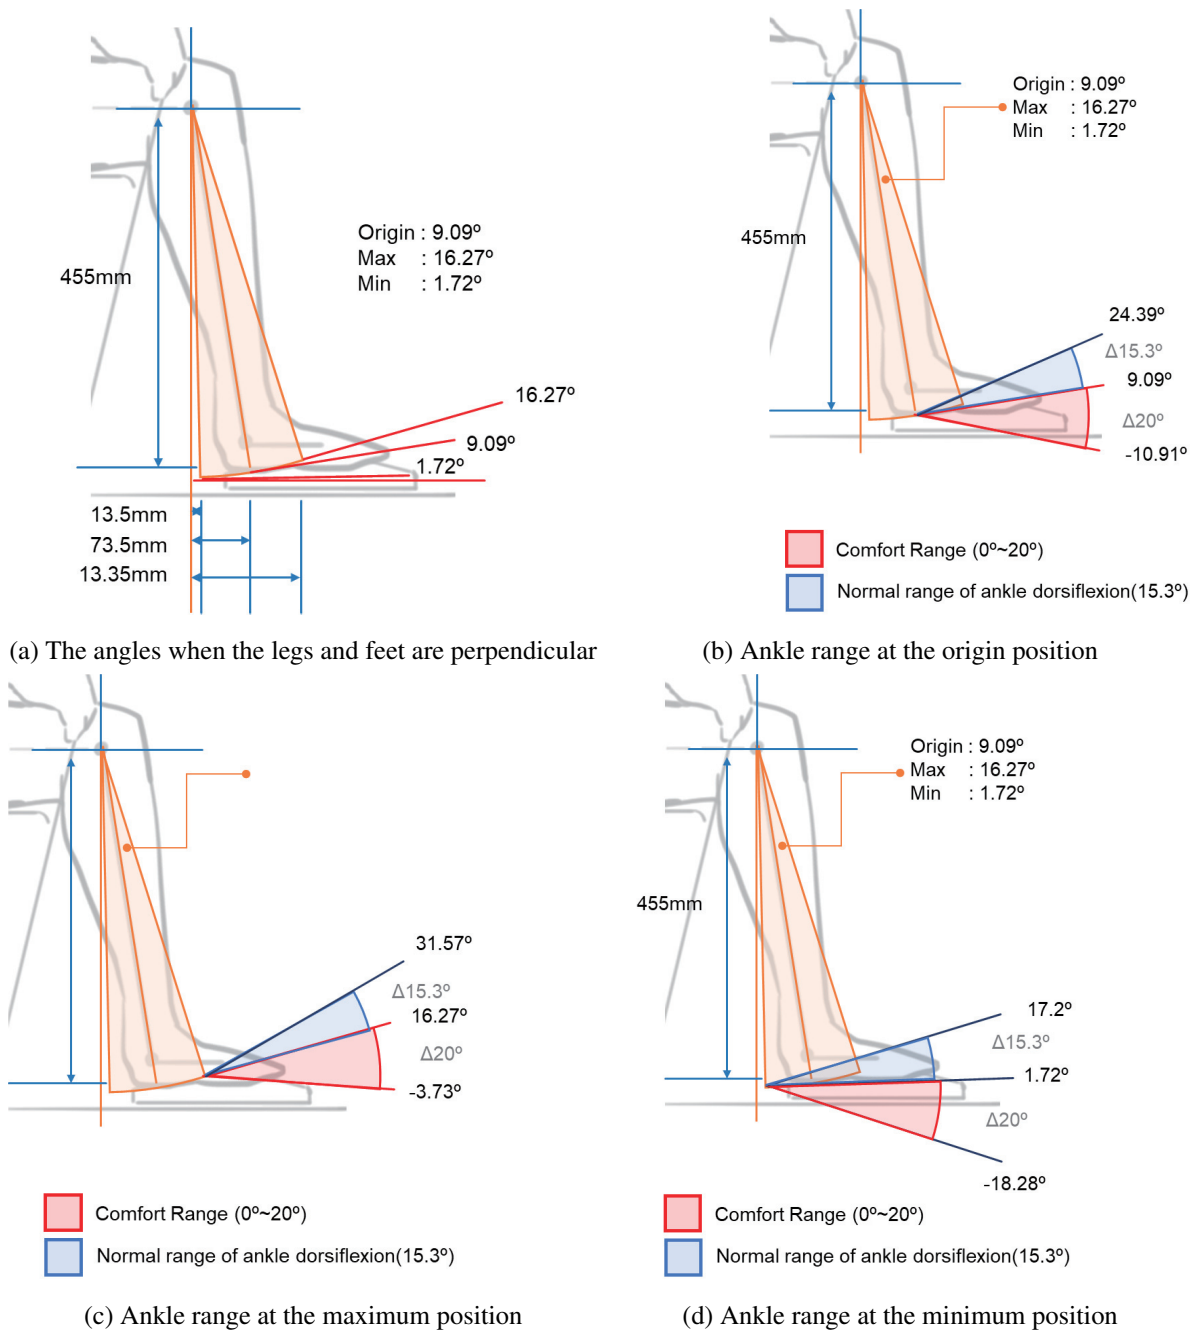 455mm
Origin : 9.09º
Max : 16.27º
Min : 1.72º
16.27º
9.09º
1.72º
13.5mm
73.5mm
13.35mm
(a) The angles when the legs and feet are perpendicular
Origin : 9.09º
Max : 16.27º
Min : 1.72º
455mm
24.39º
Δ15.3º
9.09º
Δ20º
-10.91º
Comfort Range (0º~20º)
Normal range of ankle dorsiflexion(15.3º)
(b) Ankle range at the origin position
31.57º
Δ15.3º
16.27º
Δ20º
-3.73º
Comfort Range (0º~20º)
Normal range of ankle dorsiflexion(15.3º)
(c) Ankle range at the maximum position
Origin : 9.09º
Max : 16.27º
Min : 1.72º
455mm
17.2º
Δ15.3º
1.72º
Δ20º
-18.28º
Comfort Range (0º~20º)
Normal range of ankle dorsiflexion(15.3º)
(d) Ankle range at the minimum position